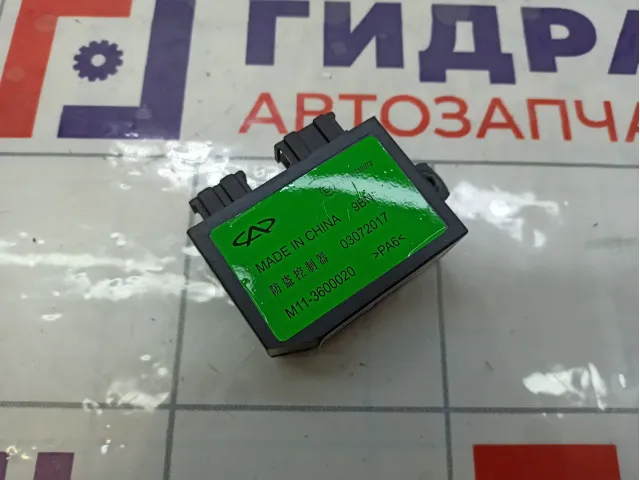 ГИДРА
АВТОЗАПЧА
MADE IN CHINA
防盗控制器 03072017
M11-3600020 >PA6<